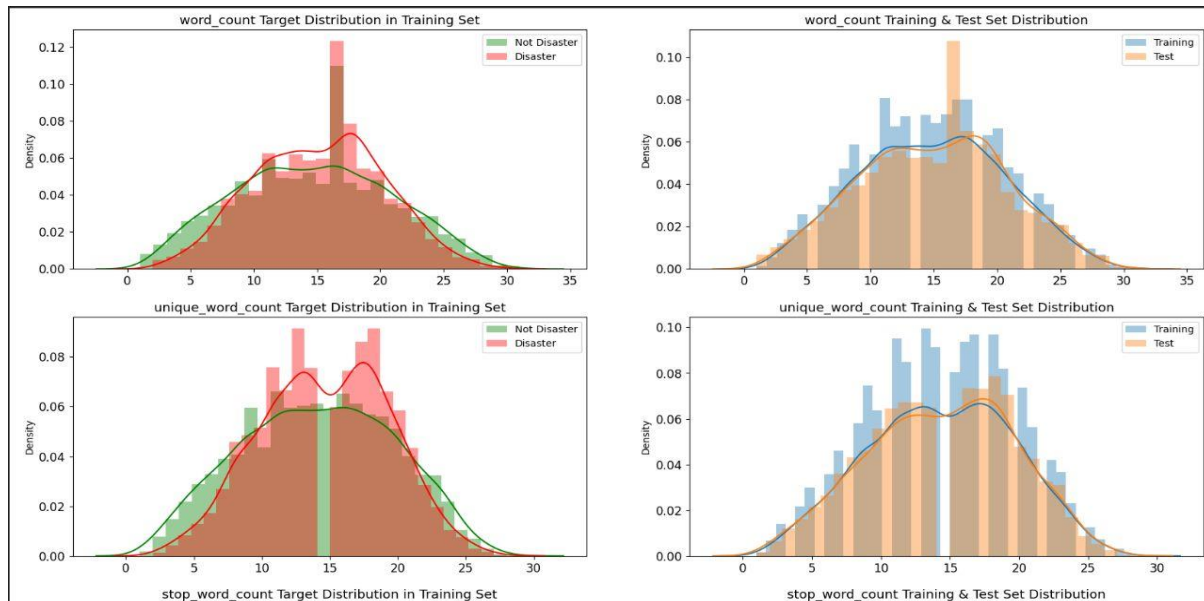 word_count Target Distribution in Training Set
Not Disaster
Disaster
0.12
0.10
0.08
0.06
0.04
0.02
0.00
Density
0 5 10 15 20 25 30 35
word_count Training & Test Set Distribution
Training
Test
0.10
0.08
0.06
0.04
0.02
0.00
Density
0 5 10 15 20 25 30 35
unique_word_count Target Distribution in Training Set
Not Disaster
Disaster
0.08
0.06
0.04
0.02
0.00
Density
0 5 10 15 20 25 30
unique_word_count Training & Test Set Distribution
Training
Test
0.10
0.08
0.06
0.04
0.02
0.00
Density
0 5 10 15 20 25 30
stop_word_count Target Distribution in Training Set
stop_word_count Training & Test Set Distribution